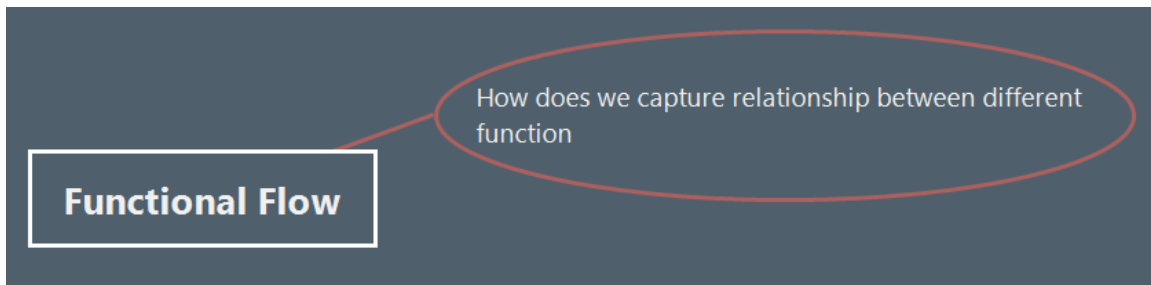 How does we capture relationship between different
function
Functional Flow